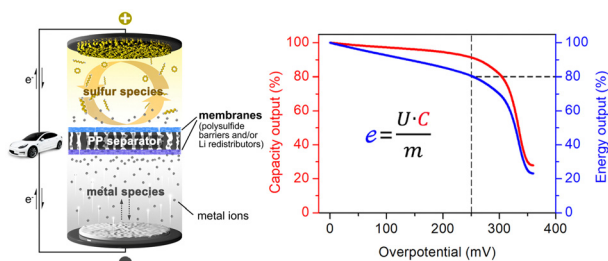 +
e⁻
sulfur species
membranes
(polysulfide
barriers and/or
Li redistributors)
PP separator
e⁻
metal species
metal ions
Capacity output (%)
100
80
60
40
20
0
0
100
200
300
400
Overpotential (mV)
100
80
60
40
20
0
Energy output (%)
e = U·C
m